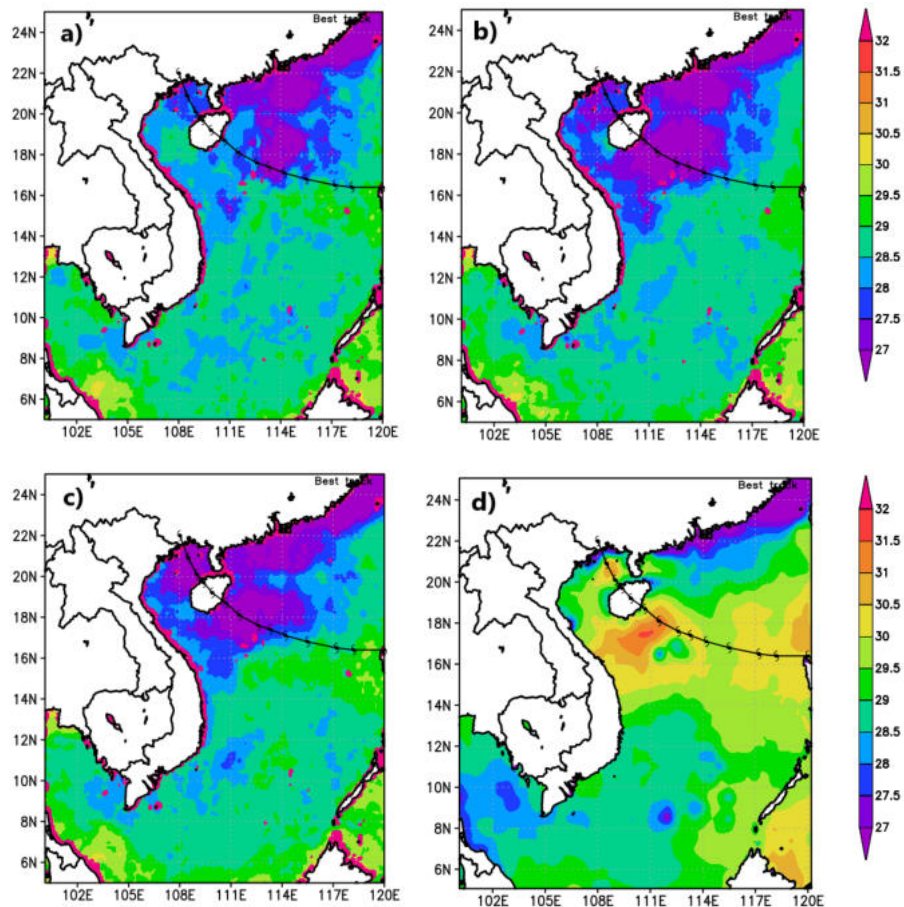 a) Best track
24N
22N
20N
18N
16N
14N
12N
10N
8N
6N
102E 105E 108E 111E 114E 117E 120E
b) Best track
24N
22N
20N
18N
16N
14N
12N
10N
8N
6N
102E 105E 108E 111E 114E 117E 120E
32
31.5
31
30.5
30
29.5
29
28.5
28
27.5
27
c) Best track
24N
22N
20N
18N
16N
14N
12N
10N
8N
6N
102E 105E 108E 111E 114E 117E 120E
d) Best track
24N
22N
20N
18N
16N
14N
12N
10N
8N
6N
102E 105E 108E 111E 114E 117E 120E
32
31.5
31
30.5
30
29.5
29
28.5
28
27.5
27